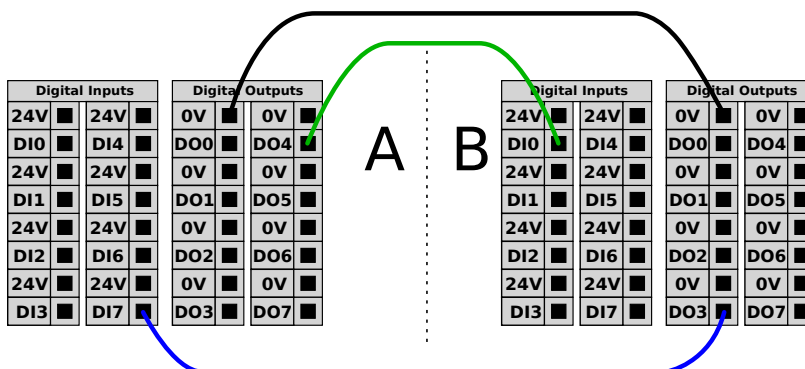 Digital Inputs Digital Outputs A B Digital Inputs Digital Outputs
24V 24V 0V 0V 24V 24V 0V 0V
DI0 DI4 DO0 DO4 DI0 DI4 DO0 DO4
24V 24V 0V 0V 24V 24V 0V 0V
DI1 DI5 DO1 DO5 DI1 DI5 DO1 DO5
24V 24V 0V 0V 24V 24V 0V 0V
DI2 DI6 DO2 DO6 DI2 DI6 DO2 DO6
24V 24V 0V 0V 24V 24V 0V 0V
DI3 DI7 DO3 DO7 DI3 DI7 DO3 DO7